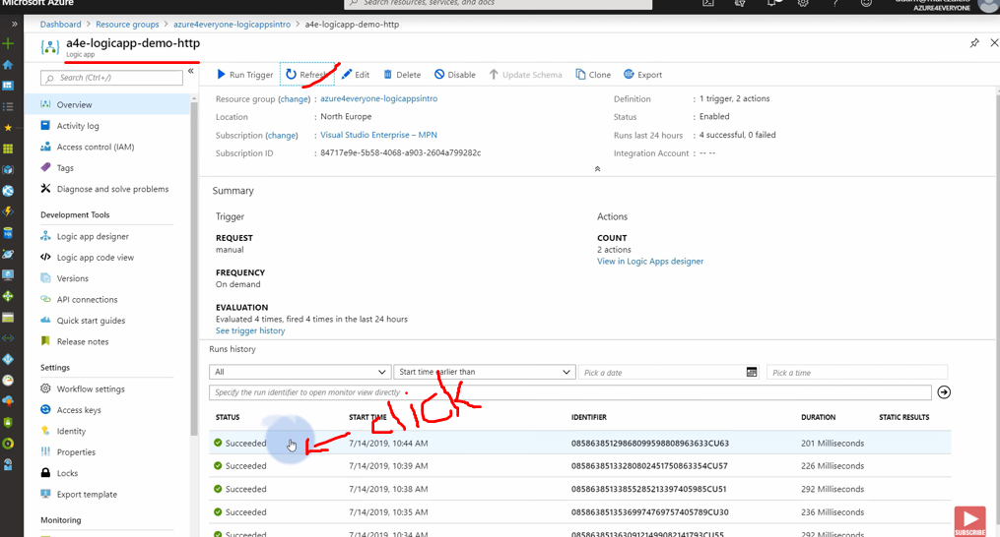 Microsoft Azure
Search resources, services, and docs
AZURE4EVERYONE
Dashboard > Resource groups > azure4everyone-logicappsintro > a4e-logicapp-demo-http
a4e-logicapp-demo-http
Logic app
Search (Ctrl+/)
Overview
Activity log
Access control (IAM)
Tags
Diagnose and solve problems
Development Tools
Logic app designer
Logic app code view
Versions
API connections
Quick start guides
Release notes
Settings
Workflow settings
Access keys
Identity
Properties
Locks
Export template
Monitoring
Run Trigger Refresh Edit Delete Disable Update Schema Clone Export
Resource group (change) : azure4everyone-logicappsintro
Location : North Europe
Subscription (change) : Visual Studio Enterprise – MPN
Subscription ID : 84717e9e-5b58-4068-a903-2604a799282c
Definition : 1 trigger, 2 actions
Status : Enabled
Runs last 24 hours : 4 successful, 0 failed
Integration Account : -- --
Summary
Trigger
REQUEST
manual
FREQUENCY
On demand
EVALUATION
Evaluated 4 times, fired 4 times in the last 24 hours
See trigger history
Actions
COUNT
2 actions
View in Logic Apps designer
Runs history
All Start time earlier than Pick a date Pick a time
Specify the run identifier to open monitor view directly
click
STATUS START TIME IDENTIFIER DURATION STATIC RESULTS
Succeeded 7/14/2019, 10:44 AM 08586385129868099598808963633CU63 201 Milliseconds
Succeeded 7/14/2019, 10:39 AM 08586385133280802451750863354CU57 226 Milliseconds
Succeeded 7/14/2019, 10:38 AM 08586385133855285213397405985CU51 292 Milliseconds
Succeeded 7/14/2019, 10:35 AM 08586385135369974769757405789CU30 236 Milliseconds
Succeeded 7/14/2019, 10:34 AM 292 Milliseconds
SUBSCRIBE